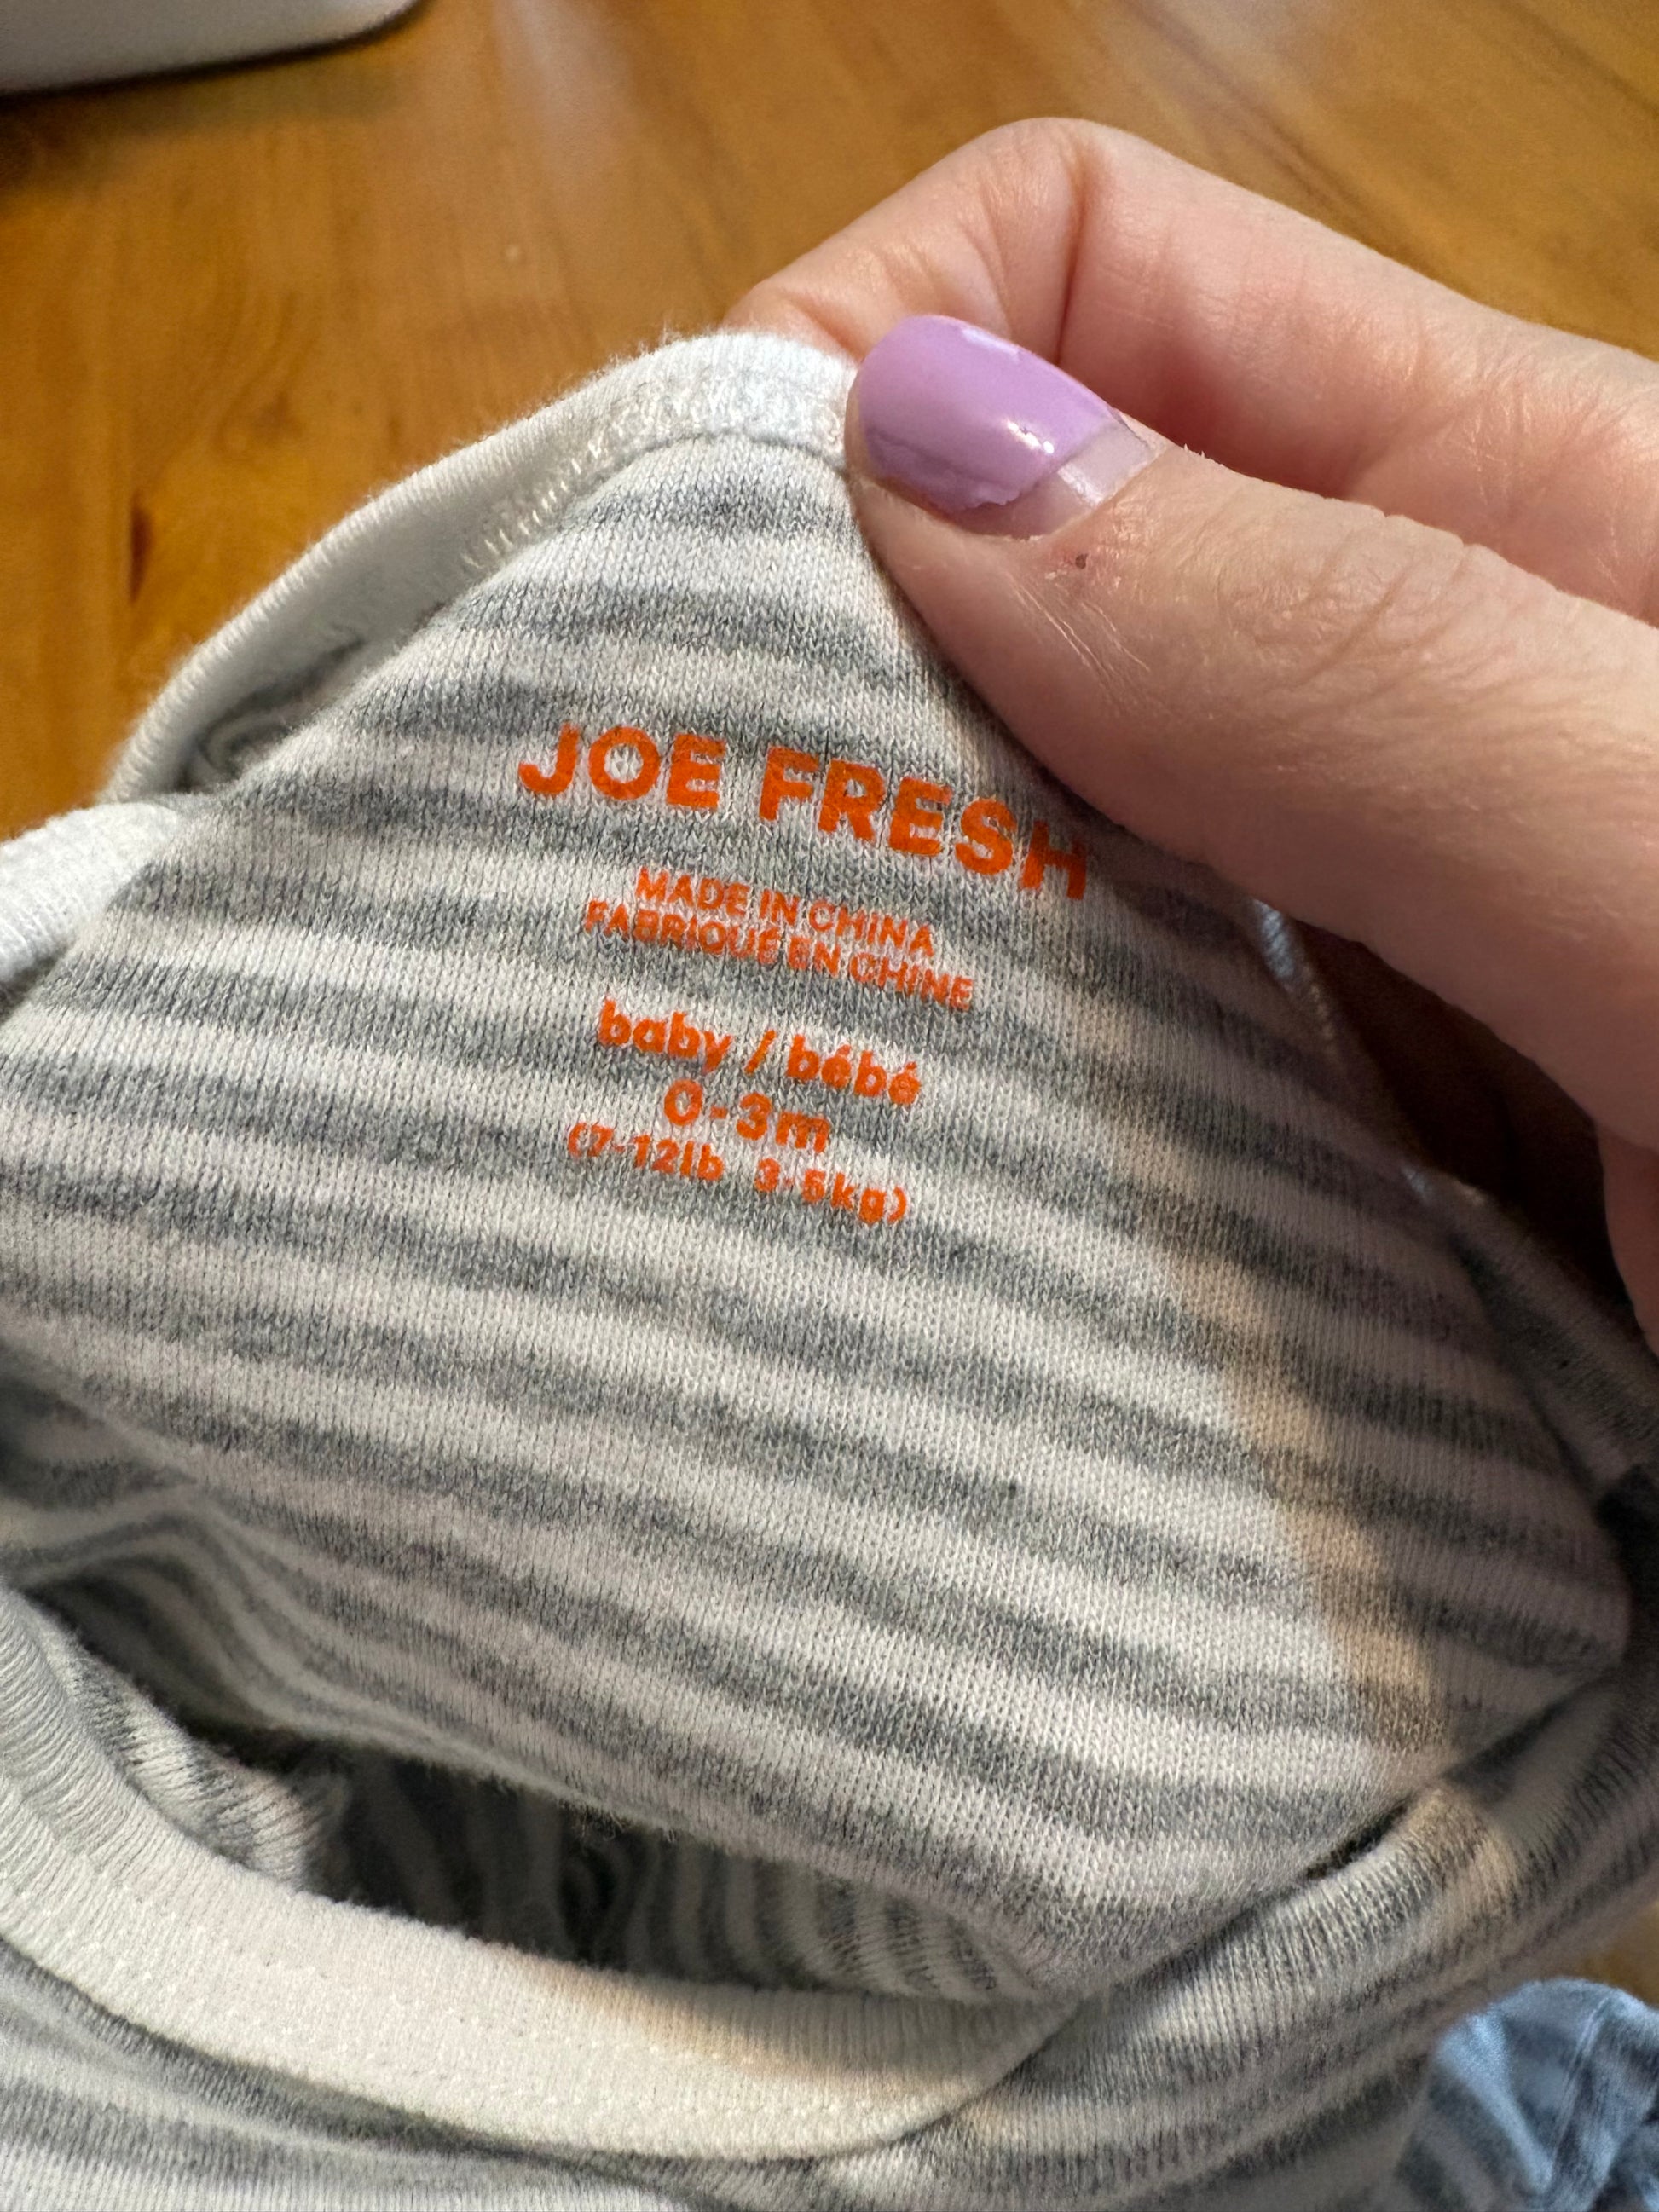 JOE FRESH
MADE IN CHINA
FABRIQUÉ EN CHINE
baby / bébé
0-3m
(7-12lb 3-5kg)